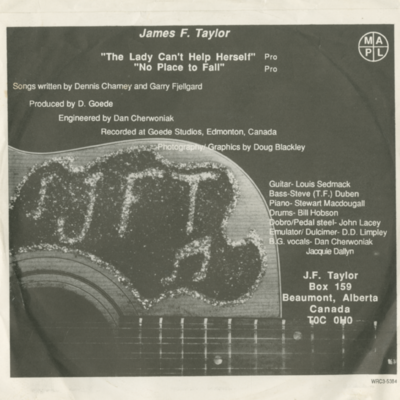 James F. Taylor
"The Lady Can't Help Herself" Pro
"No Place to Fall" Pro
M A P L
Songs written by Dennis Charney and Garry Fjellgard
Produced by D. Goede
Engineered by Dan Cherwoniak
Recorded at Goede Studios, Edmonton, Canada
Photography/Graphics by Doug Blackley
Guitar- Louis Sedmack
Bass-Steve (T.F.) Duben
Piano- Stewart Macdougall
Drums- Bill Hobson
Dobro/Pedal steel- John Lacey
Emulator/ Dulcimer- D.D. Limpley
B.G. vocals- Dan Cherwoniak
Jacquie Dallyn
J.F. Taylor
Box 159
Beaumont, Alberta
Canada
T0C 0H0